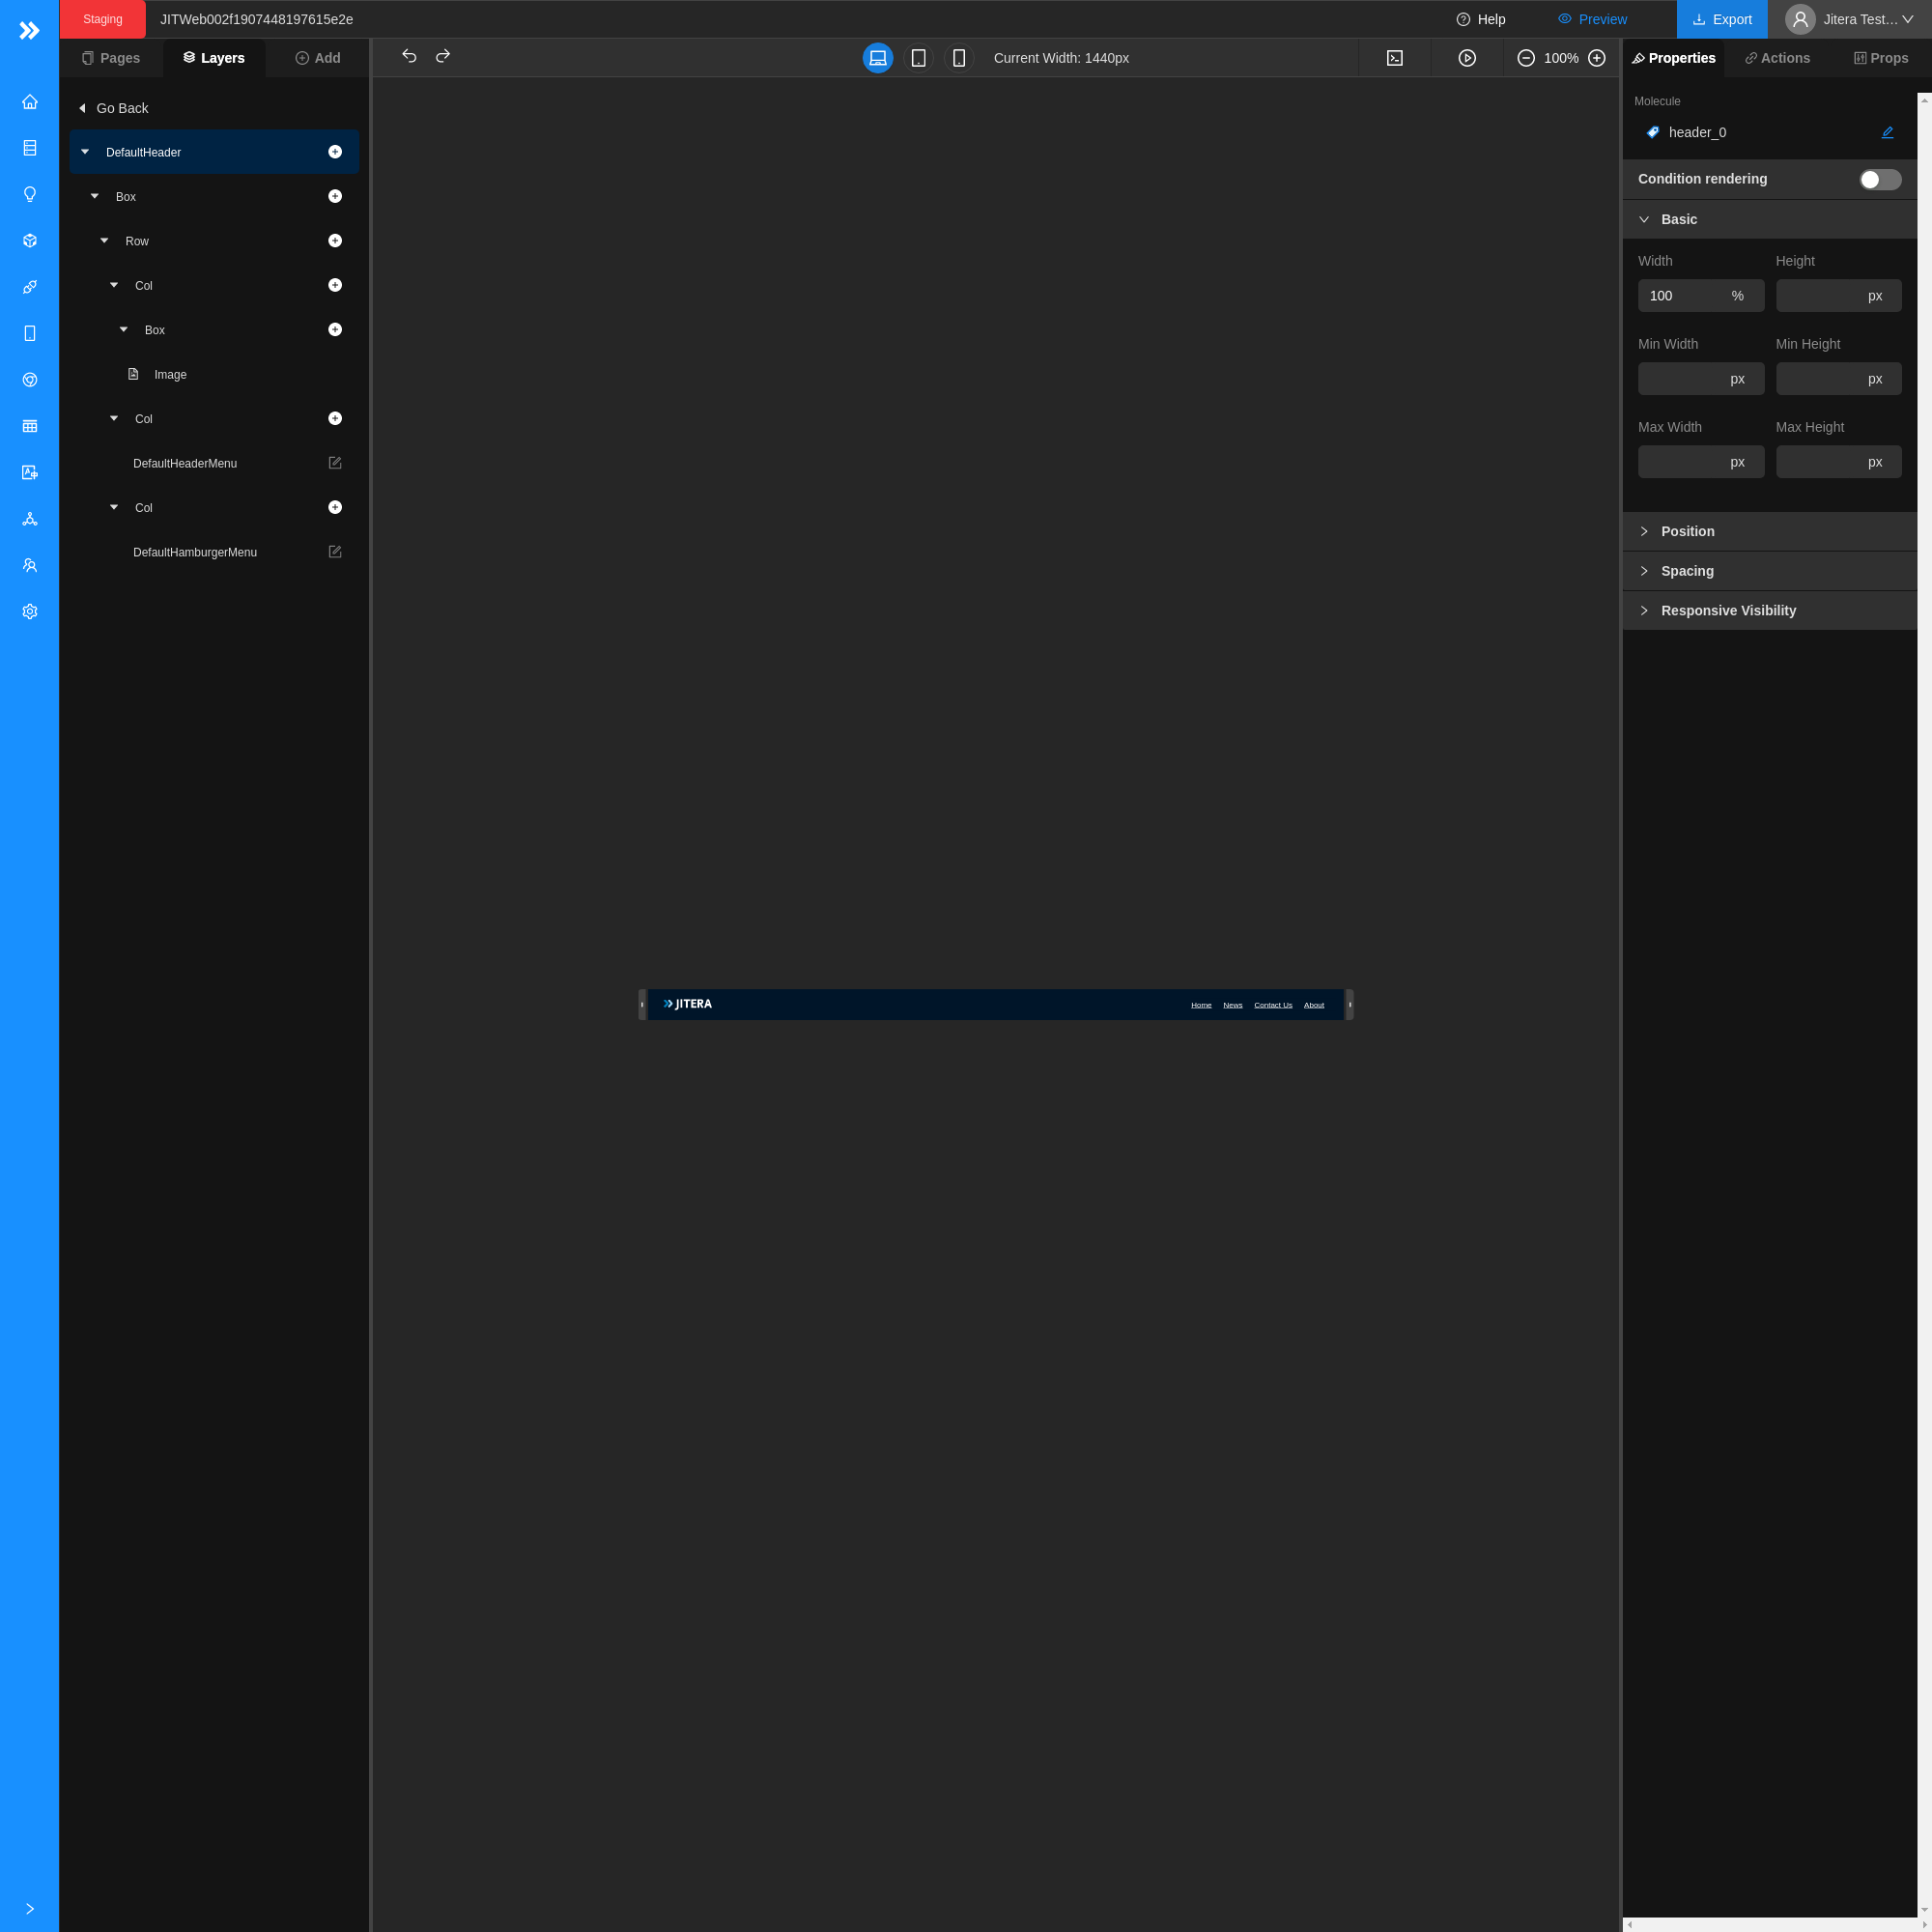 Staging JITWeb002f1907448197615e2e Help Preview Export Jitera Test...
Pages Layers Add Current Width: 1440px 100% Properties Actions Props
Go Back
DefaultHeader
Box
Row
Col
Box
Image
Col
DefaultHeaderMenu
Col
DefaultHamburgerMenu
JITERA Home News Contact Us About
Molecule
header_0
Condition rendering
Basic
Width Height
100 % px
Min Width Min Height
px px
Max Width Max Height
px px
Position
Spacing
Responsive Visibility